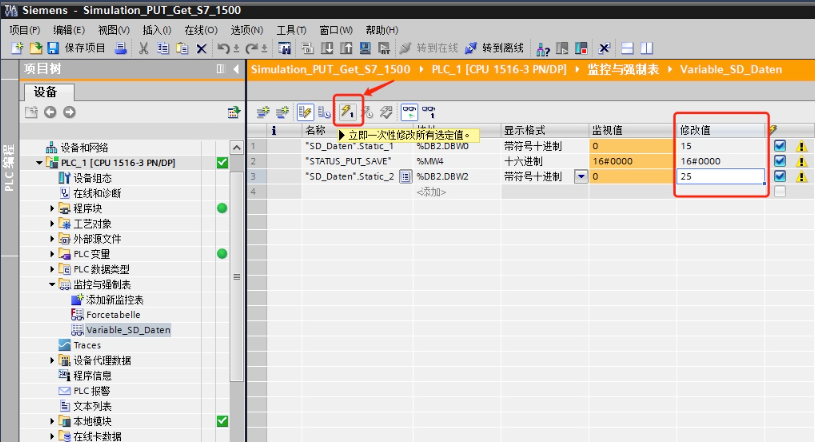 Siemens - Simulation_PUT_Get_S7_1500
项目(P) 编辑(E) 视图(V) 插入(I) 在线(O) 选项(N) 工具(T) 窗口(W) 帮助(H)
保存项目 转到在线 转到离线
项目树
Simulation_PUT_Get_S7_1500 PLC_1 [CPU 1516-3 PN/DP] 监控与强制表 Variable_SD_Daten
设备
PLC 编程
设备和网络
PLC_1 [CPU 1516-3 PN/DP]
设备组态
在线和诊断
程序块
工艺对象
外部源文件
PLC 变量
PLC 数据类型
监控与强制表
添加新监控表
Forcetabelle
Variable_SD_Daten
Traces
设备代理数据
程序信息
PLC 报警
文本列表
本地模块
在线卡数据
i 名称 显示格式 监视值 修改值
立即一次性修改所有选定值。
1 "SD_Daten".Static_1 %DB2.DBW0 带符号十进制 0 15
2 "STATUS_PUT_SAVE" %MW4 十六进制 16#0000 16#0000
3 "SD_Daten".Static_2 %DB2.DBW2 带符号十进制 0 25
4 <添加>